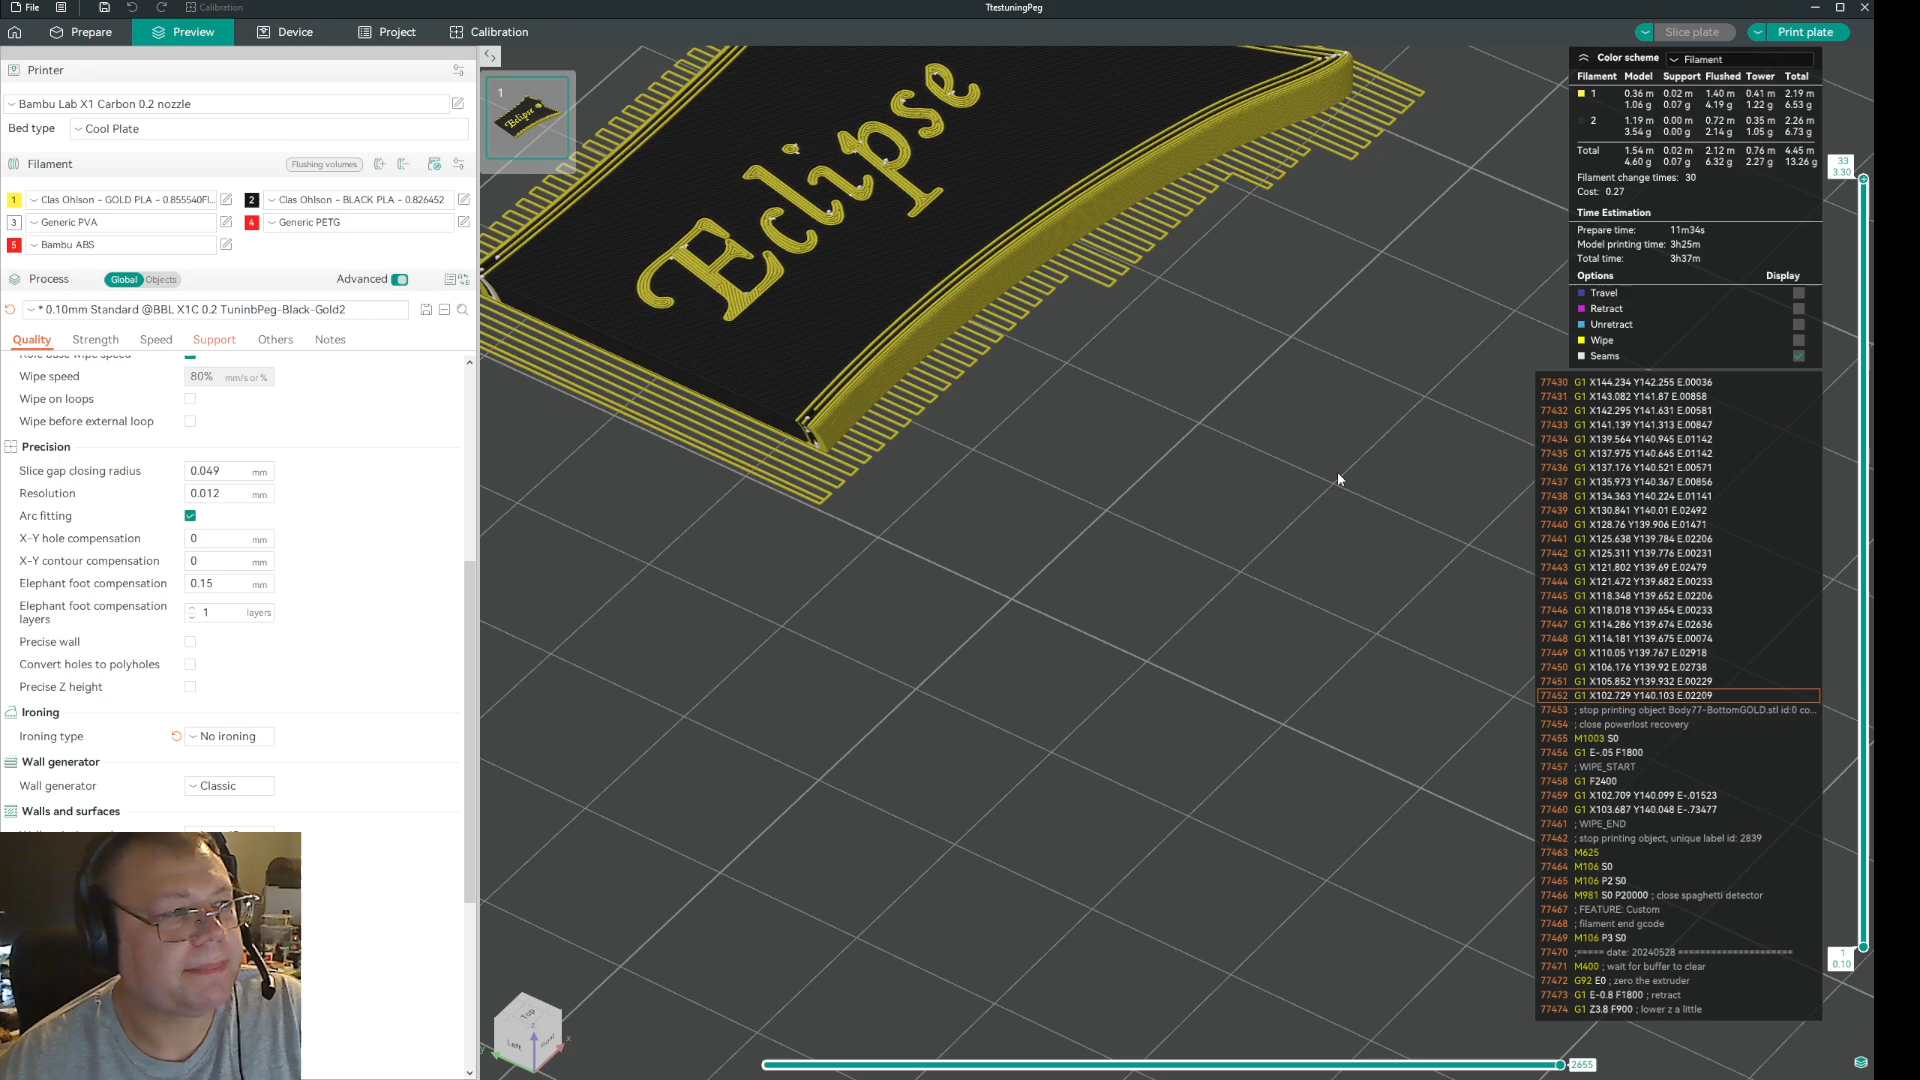 File
Calibration
TtestuningPeg
Prepare
Preview
Device
Project
Calibration
Slice plate
Print plate
Printer
Bambu Lab X1 Carbon 0.2 nozzle
Bed type
Cool Plate
Filament
Flushing volumes
1 Clas Ohlson - GOLD PLA - 0.855540Fl...
2 Clas Ohlson - BLACK PLA - 0.826452
3 Generic PVA
4 Generic PETG
5 Bambu ABS
Process
Global
Objects
Advanced
* 0.10mm Standard @BBL X1C 0.2 TuninbPeg-Black-Gold2
Quality
Strength
Speed
Support
Others
Notes
Wipe speed 80% mm/s or %
Wipe on loops
Wipe before external loop
Precision
Slice gap closing radius 0.049 mm
Resolution 0.012 mm
Arc fitting
X-Y hole compensation 0 mm
X-Y contour compensation 0 mm
Elephant foot compensation 0.15 mm
Elephant foot compensation
layers 1 layers
Precise wall
Convert holes to polyholes
Precise Z height
Ironing
Ironing type No ironing
Wall generator
Wall generator Classic
Walls and surfaces
1
Eclipse
Eclipse
Top
Left
2655
Color scheme Filament
Filament Model Support Flushed Tower Total
1 0.36 m 0.02 m 1.40 m 0.41 m 2.19 m
1.06 g 0.07 g 4.19 g 1.22 g 6.53 g
2 1.19 m 0.00 m 0.72 m 0.35 m 2.26 m
3.54 g 0.00 g 2.14 g 1.05 g 6.73 g
Total 1.54 m 0.02 m 2.12 m 0.76 m 4.45 m
4.60 g 0.07 g 6.32 g 2.27 g 13.26 g
Filament change times: 30
Cost: 0.27
Time Estimation
Prepare time: 11m34s
Model printing time: 3h25m
Total time: 3h37m
Options Display
Travel
Retract
Unretract
Wipe
Seams
33
3.30
77430 G1 X144.234 Y142.255 E.00036
77431 G1 X143.082 Y141.87 E.00858
77432 G1 X142.295 Y141.631 E.00581
77433 G1 X141.139 Y141.313 E.00847
77434 G1 X139.564 Y140.945 E.01142
77435 G1 X137.975 Y140.645 E.01142
77436 G1 X137.176 Y140.521 E.00571
77437 G1 X135.973 Y140.367 E.00856
77438 G1 X134.363 Y140.224 E.01141
77439 G1 X130.841 Y140.01 E.02492
77440 G1 X128.76 Y139.906 E.01471
77441 G1 X125.638 Y139.784 E.02206
77442 G1 X125.311 Y139.776 E.00231
77443 G1 X121.802 Y139.69 E.02479
77444 G1 X121.472 Y139.682 E.00233
77445 G1 X118.348 Y139.652 E.02206
77446 G1 X118.018 Y139.654 E.00233
77447 G1 X114.286 Y139.674 E.02636
77448 G1 X114.181 Y139.675 E.00074
77449 G1 X110.05 Y139.767 E.02918
77450 G1 X106.176 Y139.92 E.02738
77451 G1 X105.852 Y139.932 E.00229
77452 G1 X102.729 Y140.103 E.02209
77453 ; stop printing object Body77-BottomGOLD.stl id:0 co...
77454 ; close powerlost recovery
77455 M1003 S0
77456 G1 E-.05 F1800
77457 ; WIPE_START
77458 G1 F2400
77459 G1 X102.709 Y140.099 E-.01523
77460 G1 X103.687 Y140.048 E-.73477
77461 ; WIPE_END
77462 ; stop printing object, unique label id: 2839
77463 M625
77464 M106 S0
77465 M106 P2 S0
77466 M981 S0 P20000 ; close spaghetti detector
77467 ; FEATURE: Custom
77468 ; filament end gcode
77469 M106 P3 S0
77470 ;===== date: 20240528 =====================
77471 M400 ; wait for buffer to clear
77472 G92 E0 ; zero the extruder
77473 G1 E-0.8 F1800 ; retract
77474 G1 Z3.8 F900 ; lower z a little
1
0.10